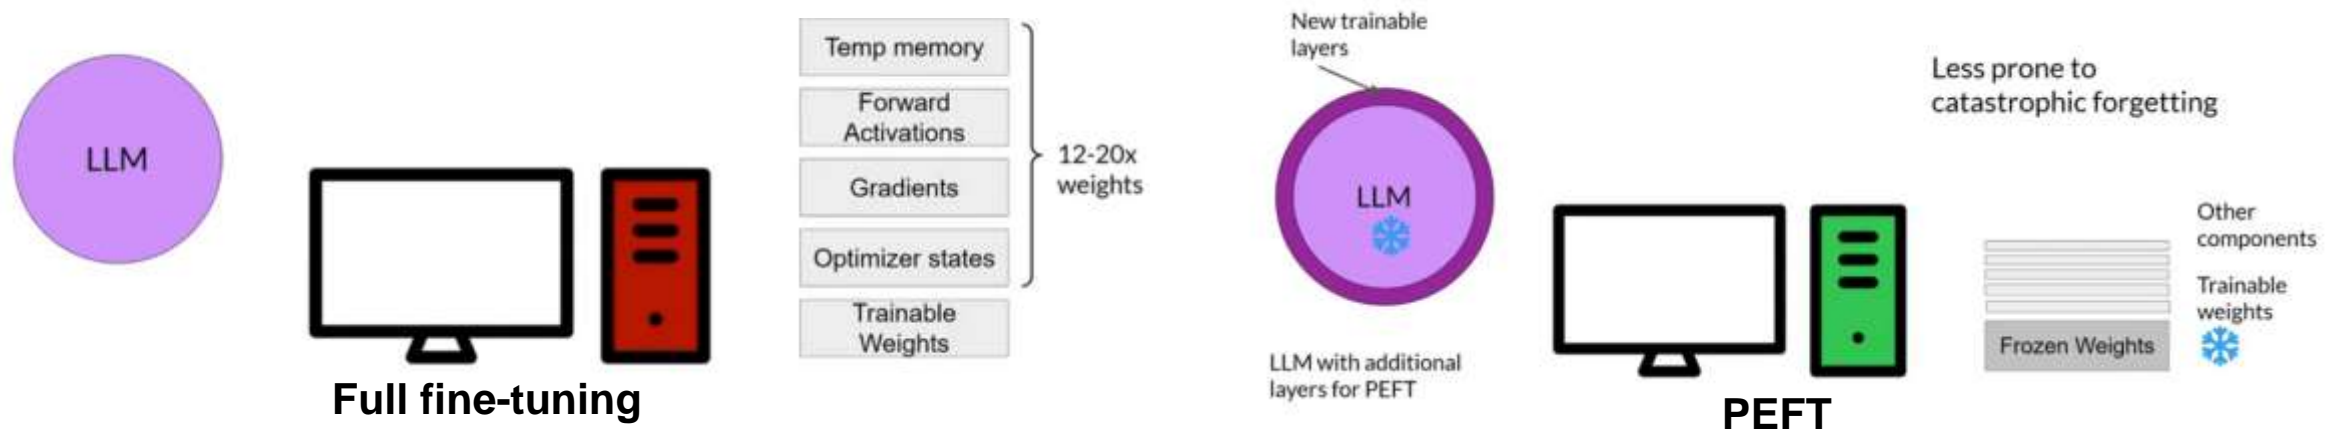 LLM
Temp memory
Forward
Activations
Gradients
Optimizer states
Trainable
Weights
12-20x
weights
Full fine-tuning
New trainable
layers
LLM
LLM with additional
layers for PEFT
Less prone to
catastrophic forgetting
Other
components
Trainable
weights
Frozen Weights
PEFT